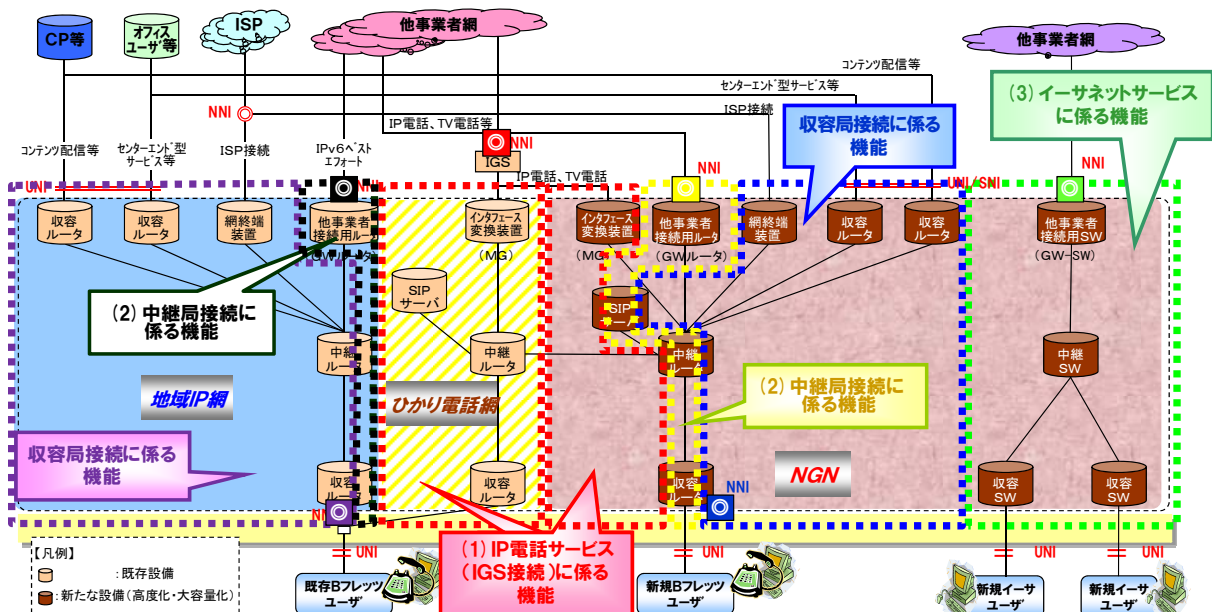 CP等
オフィス
ユーザ等
ISP
他事業者網
他事業者網
コンテンツ配信等
センターエンド型サービス等
ISP接続
NNI
IP電話、TV電話等
NNI
IGS
収容局接続に係る
機能
(3) イーサネットサービス
に係る機能
コンテンツ配信等
センターエンド型
サービス等
ISP接続
IPv6ベスト
エフォート
IP電話、TV電話
UNI
NNI
NNI
UNI/SNI
NNI
収容
ルータ
収容
ルータ
網終端
装置
他事業者
接続用ルータ
(GWルータ)
インタフェース
変換装置
(MG)
インタフェース
変換装置
(MG)
他事業者
接続用ルータ
(GWルータ)
網終端
装置
収容
ルータ
収容
ルータ
他事業者
接続用SW
(GW-SW)
(2) 中継局接続に
係る機能
SIP
サーバ
SIP
サーバ
中継
ルータ
中継
ルータ
中継
ルータ
中継
SW
地域IP網
ひかり電話網
(2) 中継局接続に
係る機能
収容局接続に係る
機能
収容
ルータ
収容
ルータ
収容
ルータ
NGN
収容
SW
収容
SW
NNI
NNI
(1) IP電話サービス
(IGS接続)に係る
機能
【凡例】
:既存設備
:新たな設備(高度化・大容量化)
UNI
UNI
UNI
UNI
既存Bフレッツ
ユーザ
新規Bフレッツ
ユーザ
新規イーサ
ユーザ
新規イーサ
ユーザ